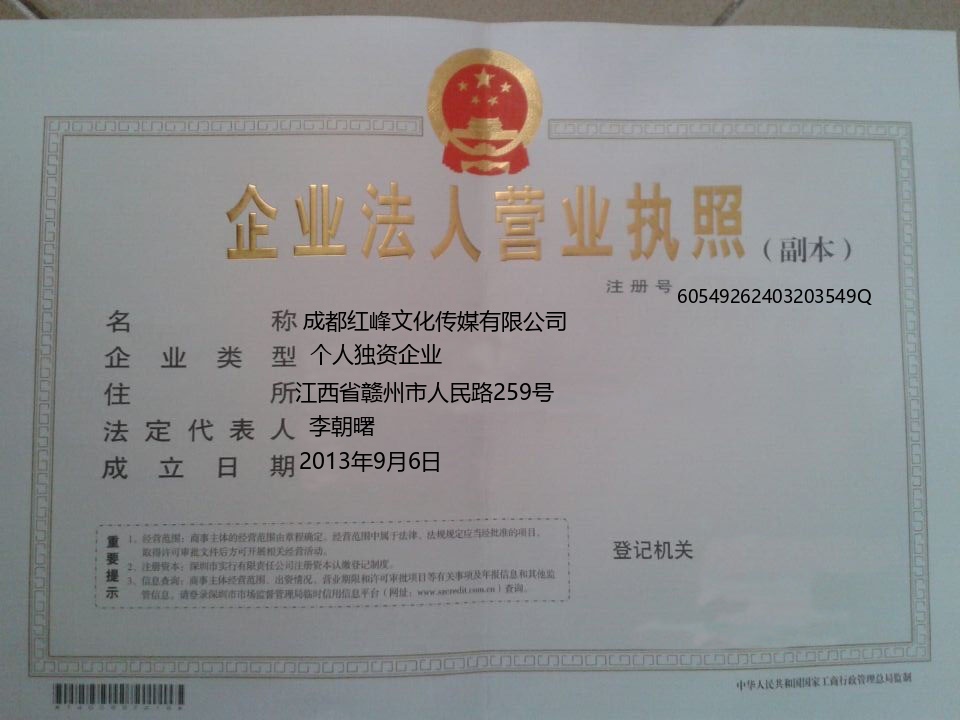 企业法人营业执照
（副本）
注册号 60549262403203549Q
名称 成都红峰文化传媒有限公司
企业类型 个人独资企业
住所 江西省赣州市人民路259号
法定代表人 李朝曙
成立日期 2013年9月6日
重要提示
1、经营范围：商事主体的经营范围由章程确定。经营范围中属于法律、法规规定应当经批准的项目，
取得许可审批文件后方可开展相关经营活动。
2、注册资本：深圳市实行有限责任公司注册资本认缴登记制度。
3、信息查询：商事主体经营范围、出资情况、营业期限和许可审批项目等有关事项及年报信息和其他监
管信息，请登录深圳市市场监督管理局临时信用信息平台（网址：www.szcredit.com.cn）查询。
登记机关
中华人民共和国国家工商行政管理总局监制